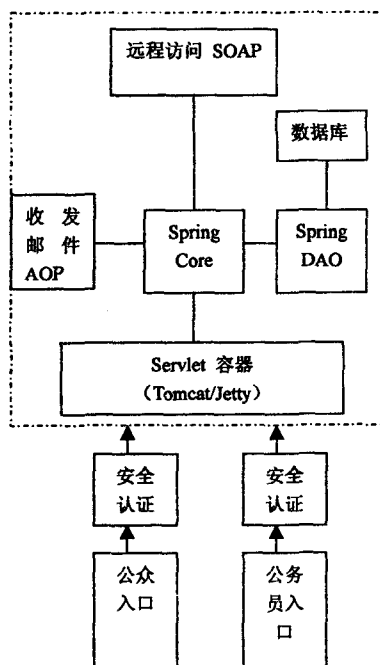 远程访问 SOAP
数据库
收 发
邮 件
AOP
Spring
Core
Spring
DAO
Servlet 容器
（Tomcat/Jetty）
安全
认证
安全
认证
公众
入口
公务
员入
口